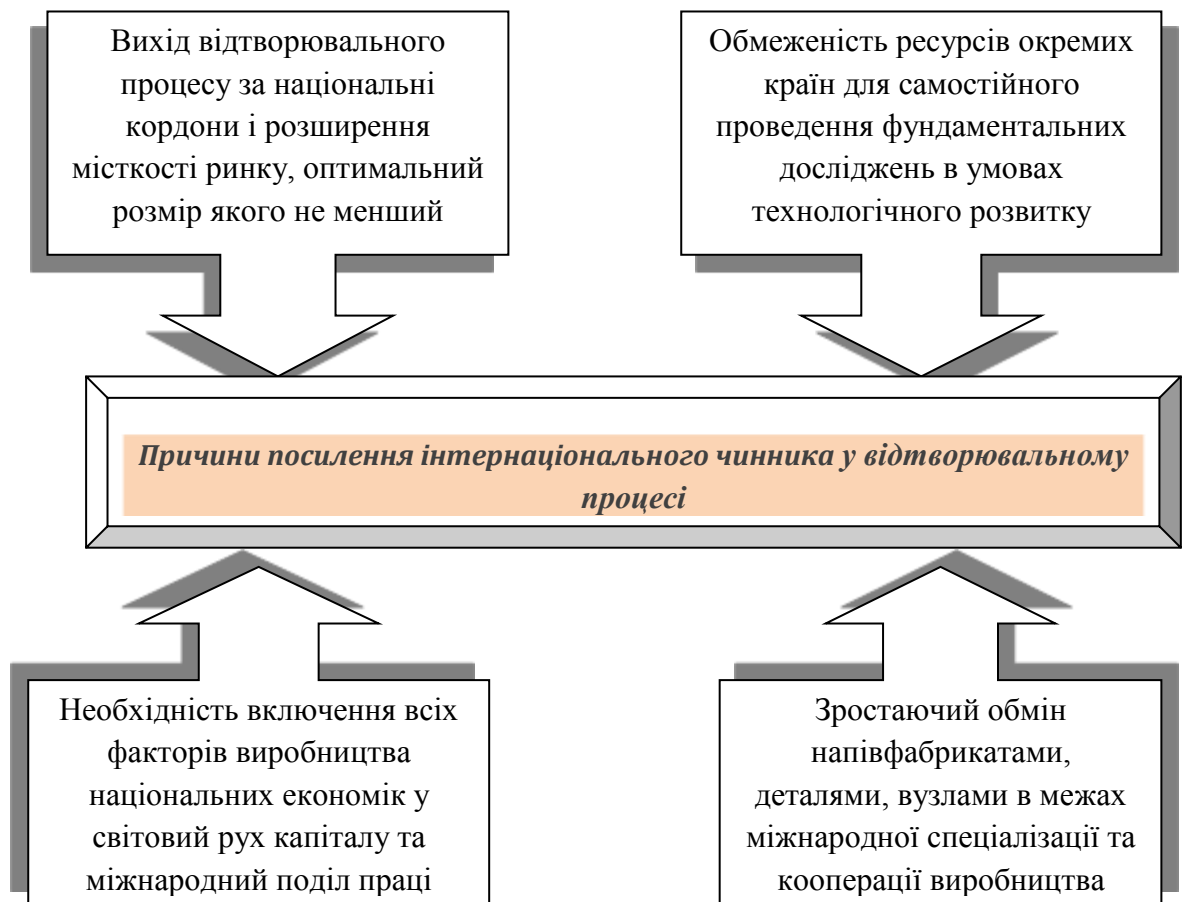 Вихід відтворювального
процесу за національні
кордони і розширення
місткості ринку, оптимальний
розмір якого не менший
Обмеженість ресурсів окремих
країн для самостійного
проведення фундаментальних
досліджень в умовах
технологічного розвитку
Причини посилення інтернаціонального чинника у відтворювальному
процесі
Необхідність включення всіх
факторів виробництва
національних економік у
світовий рух капіталу та
міжнародний поділ праці
Зростаючий обмін
напівфабрикатами,
деталями, вузлами в межах
міжнародної спеціалізації та
кооперації виробництва